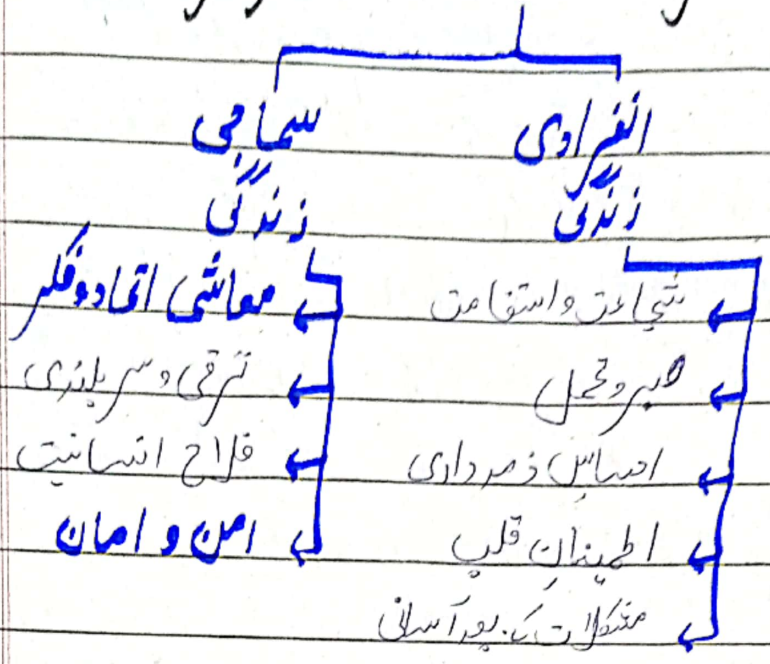 انفرادی
زندگی
شجاعت و استقامت
صبر و تحمل
احساس ذمہ داری
اطمینانِ قلب
مشکلات کے بعد آسانی
سماجی
زندگی
معاشی اتحاد و فکر
ترقی و سربلندی
فلاح انسانیت
امن و امان